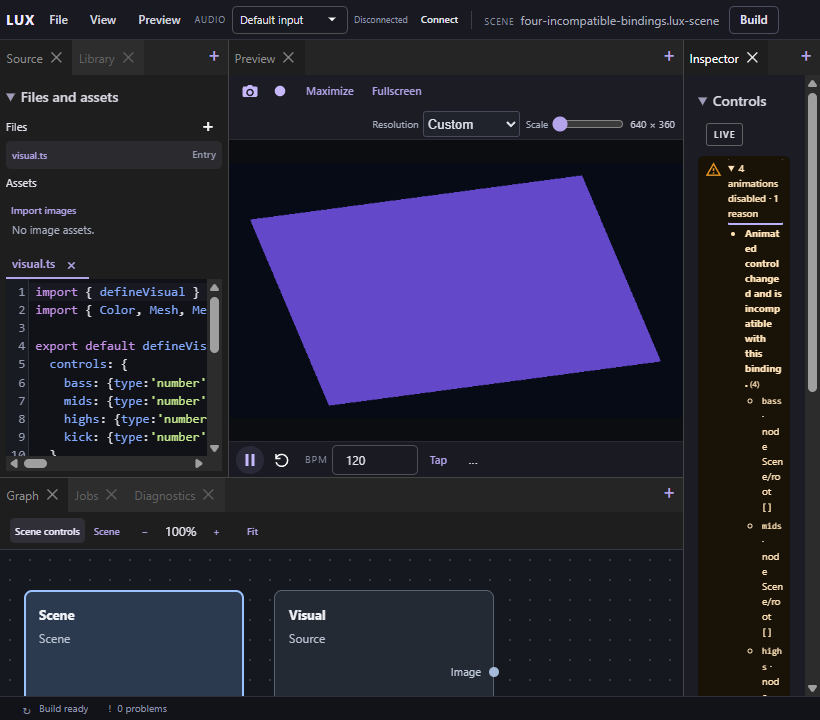 LUX File View Preview AUDIO Default input Disconnected Connect SCENE four-incompatible-bindings.lux-scene Build
Source Library +
Files and assets
Files +
visual.ts Entry
Assets
Import images
No image assets.
visual.ts x
1 import { defineVisual }
2 import { Color, Mesh, Me
3
4 export default defineVis
5 controls: {
6 bass: {type:'number'
7 mids: {type:'number'
8 highs: {type:'number
9 kick: {type:'number'
10 }
Preview +
Maximize Fullscreen
Resolution Custom Scale 640 × 360
BPM 120 Tap ...
Inspector +
Controls
LIVE
4
animations
disabled · 1
reason
Animat
ed
control
change
d and is
incomp
atible
with
this
binding
. (4)
bass
·
nod
e
Scen
e/ro
ot
[]
mids
·
nod
e
Scen
e/ro
ot
[]
high
s ·
nod
Graph Jobs Diagnostics +
Scene controls Scene − 100% + Fit
Scene
Scene
Visual
Source
Image
Build ready ! 0 problems